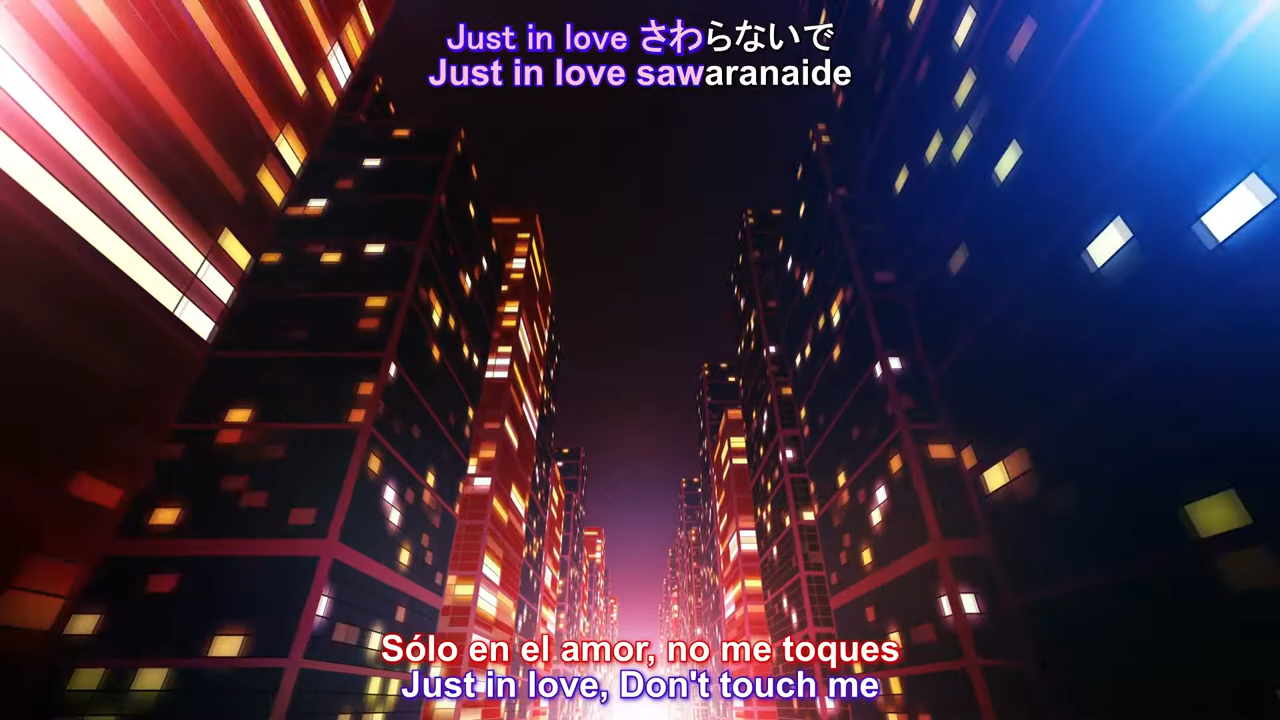 Just in love さわらないで
Just in love sawaranaide
Sólo en el amor, no me toques
Just in love, Don't touch me